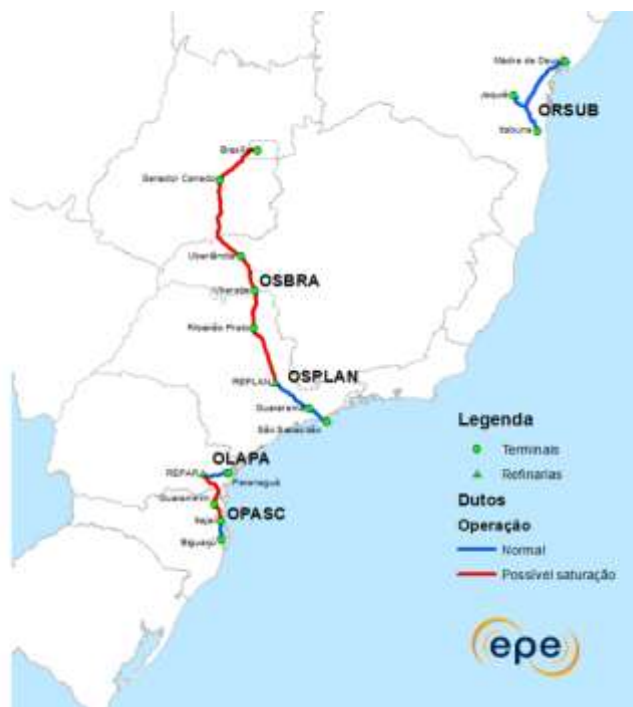 Madre de Deus
Jequié
ORSUB
Itabuna
Brasília
Senador Canedo
Uberlândia
OSBRA
Uberaba
Ribeirão Preto
OSPLAN
REPLAN
Guararema
São Sebastião
Legenda
OLAPA
Terminais
REPAR
Paranaguá
Refinarias
Guaramirim
Dutos
OPASC
Itajaí
Operação
Biguaçu
Normal
Possível saturação
epe